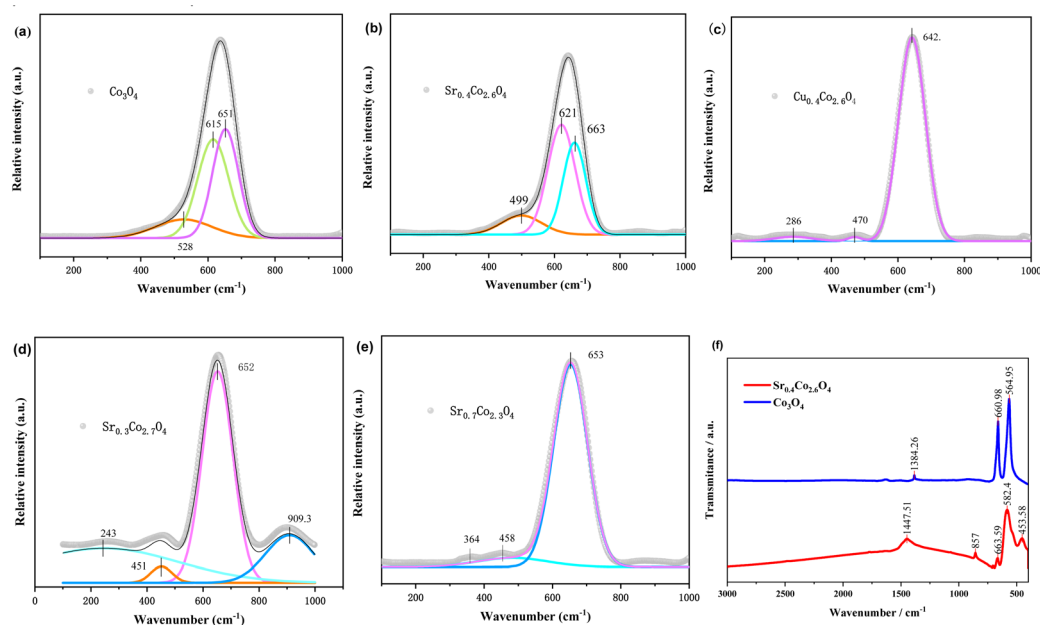 (a)
Co3O4
651
615
528
Relative intensity (a.u.)
0
200
400
600
800
1000
Wavenumber (cm-1)
(b)
Sr0.4Co2.6O4
621
663
499
Relative intensity (a.u.)
200
400
600
800
1000
Wavenumber (cm-1)
(c)
642.
Cu0.4Co2.6O4
286
470
Relative intensity (a.u.)
200
400
600
800
1000
Wavenumber (cm-1)
(d)
652
Sr0.3Co2.7O4
243
451
909.3
Relative intensity (a.u.)
0
200
400
600
800
1000
Wavenumber (cm-1)
(e)
653
Sr0.7Co2.3O4
364
458
Relative intensity (a.u.)
200
400
600
800
1000
Wavenumber (cm-1)
(f)
Sr0.4Co2.6O4
Co3O4
1384.26
660.98
564.95
1447.51
857
663.59
582.4
453.58
Transmitance / a.u.
3000
2500
2000
1500
1000
500
Wavenumber / cm-1